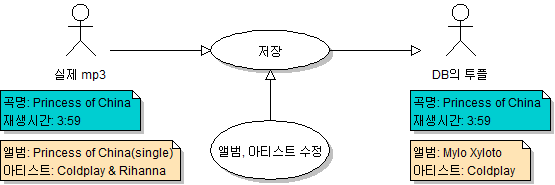 저장
실제 mp3
DB의 투플
곡명: Princess of China
재생시간: 3:59
곡명: Princess of China
재생시간: 3:59
앨범: Princess of China(single)
아티스트: Coldplay & Rihanna
앨범, 아티스트 수정
앨범: Mylo Xyloto
아티스트: Coldplay